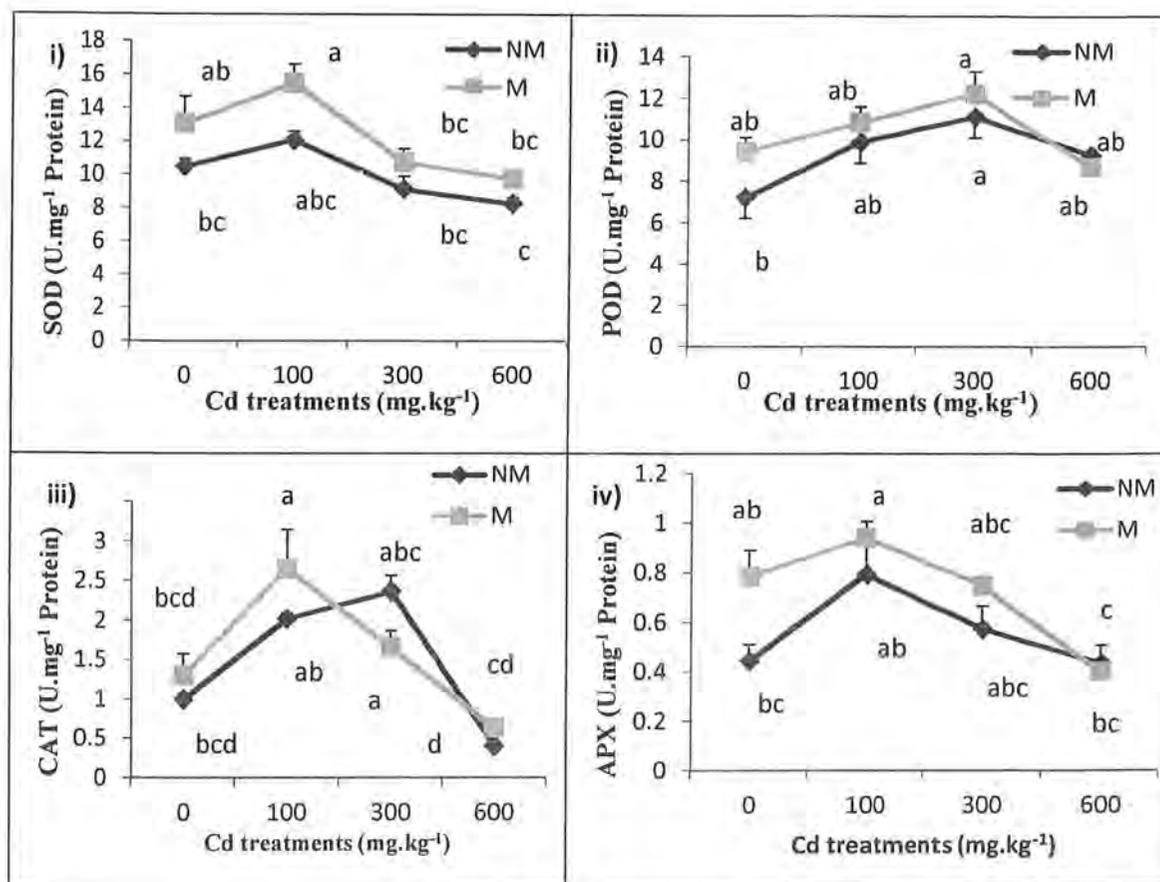 i)
NM
M
18
16
14
12
10
8
6
4
2
0
SOD (U.mg⁻¹ Protein)
ab
a
bc
bc
bc
abc
bc
c
0 100 300 600
Cd treatments (mg.kg⁻¹)
ii)
NM
M
14
12
10
8
6
4
2
0
POD (U.mg⁻¹ Protein)
ab
ab
a
ab
b
ab
a
ab
0 100 300 600
Cd treatments (mg.kg⁻¹)
iii)
NM
M
3
2.5
2
1.5
1
0.5
0
CAT (U.mg⁻¹ Protein)
bcd
a
abc
cd
bcd
ab
a
d
0 100 300 600
Cd treatments (mg.kg⁻¹)
iv)
NM
M
1.2
1
0.8
0.6
0.4
0.2
0
APX (U.mg⁻¹ Protein)
ab
a
abc
c
bc
ab
abc
bc
0 100 300 600
Cd treatments (mg.kg⁻¹)